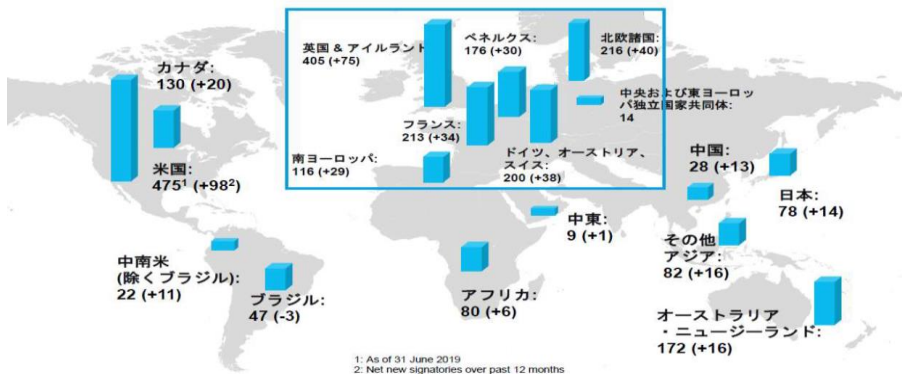 カナダ:
130 (+20)
米国:
475¹ (+98²)
英国 & アイルランド
405 (+75)
ベネルクス:
176 (+30)
北欧諸国:
216 (+40)
中央および東ヨーロッ
パ独立国家共同体:
14
フランス:
213 (+34)
南ヨーロッパ:
116 (+29)
ドイツ、オーストリア、
スイス:
200 (+38)
中国:
28 (+13)
日本:
78 (+14)
中東:
9 (+1)
その他
アジア:
82 (+16)
中南米
(除くブラジル):
22 (+11)
ブラジル:
47 (-3)
アフリカ:
80 (+6)
オーストラリア
・ニュージーランド:
172 (+16)
1: As of 31 June 2019
2: Net new signatories over past 12 months